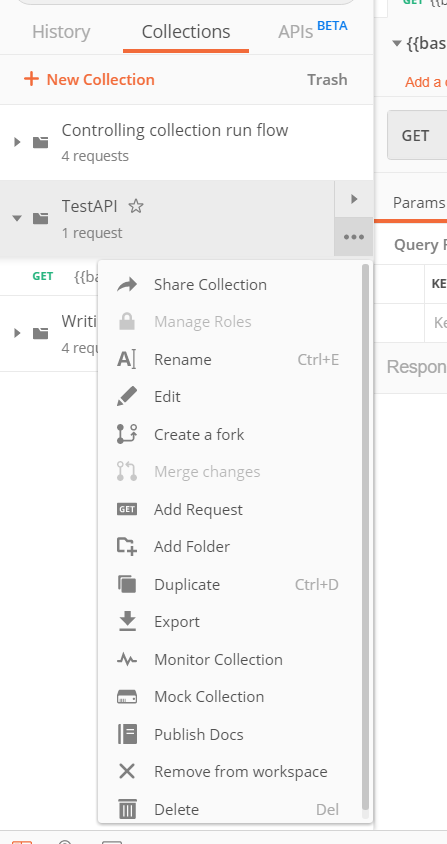 GET {{b
History
Collections
APIs BETA
{{bas
+ New Collection
Trash
Add a
Controlling collection run flow
4 requests
GET
TestAPI
1 request
Params
Query
GET {{ba
KE
Writi
4 requ
Ke
Respon
Share Collection
Manage Roles
Rename Ctrl+E
Edit
Create a fork
Merge changes
GET Add Request
Add Folder
Duplicate Ctrl+D
Export
Monitor Collection
Mock Collection
Publish Docs
Remove from workspace
Delete Del